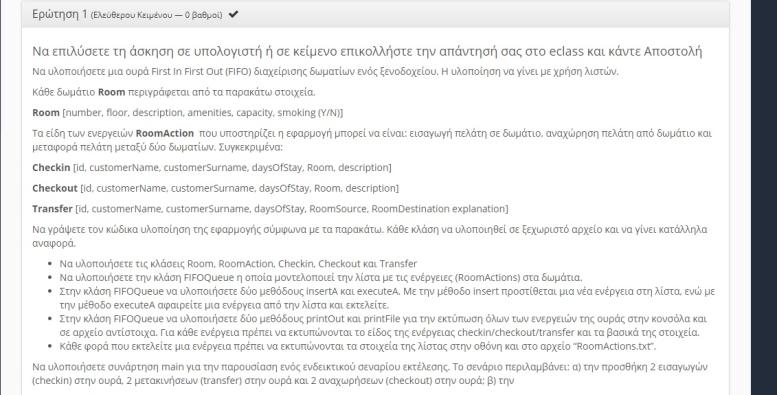 Ερώτηση 1 (Ελεύθερου Κειμένου — 0 βαθμοί) ✔
Να επιλύσετε τη άσκηση σε υπολογιστή ή σε κείμενο επικολλήστε την απάντησή σας στο eclass και κάντε Αποστολή
Να υλοποιήσετε μια ουρά First In First Out (FIFO) διαχείρισης δωματίων ενός ξενοδοχείου. Η υλοποίηση να γίνει με χρήση λιστών.
Κάθε δωμάτιο Room περιγράφεται από τα παρακάτω στοιχεία.
Room [number, floor, description, amenities, capacity, smoking (Y/N)]
Τα είδη των ενεργειών RoomAction που υποστηρίζει η εφαρμογή μπορεί να είναι: εισαγωγή πελάτη σε δωμάτιο, αναχώρηση πελάτη από δωμάτιο και
μεταφορά πελάτη μεταξύ δύο δωματίων. Συγκεκριμένα:
Checkin [id, customerName, customerSurname, daysOfStay, Room, description]
Checkout [id, customerName, customerSurname, daysOfStay, Room, description]
Transfer [id, customerName, customerSurname, daysOfStay, RoomSource, RoomDestination explanation]
Να γράψετε τον κώδικα υλοποίηση της εφαρμογής σύμφωνα με τα παρακάτω. Κάθε κλάση να υλοποιηθεί σε ξεχωριστό αρχείο και να γίνει κατάλληλα
αναφορά.
• Να υλοποιήσετε τις κλάσεις Room, RoomAction, Checkin, Checkout και Transfer
• Να υλοποιήσετε την κλάση FIFOQueue η οποία μοντελοποιεί την λίστα με τις ενέργειες (RoomActions) στα δωμάτια.
• Στην κλάση FIFOQueue να υλοποιήσετε δύο μεθόδους insertA και executeA. Με την μέθοδο insert προστίθεται μια νέα ενέργεια στη λίστα, ενώ με
την μέθοδο executeA αφαιρείτε μια ενέργεια από την λίστα και εκτελείτε.
• Στην κλάση FIFOQueue να υλοποιήσετε δύο μεθόδους printOut και printFile για την εκτύπωση όλων των ενεργειών της ουράς στην κονσόλα και
σε αρχείο αντίστοιχα. Για κάθε ενέργεια πρέπει να εκτυπώνονται το είδος της ενέργειας checkin/checkout/transfer και τα βασικά της στοιχεία.
• Κάθε φορά που εκτελείτε μια ενέργεια πρέπει να εκτυπώνονται τα στοιχεία της λίστας στην οθόνη και στο αρχείο “RoomActions.txt”.
Να υλοποιήσετε συνάρτηση main για την παρουσίαση ενός ενδεικτικού σεναρίου εκτέλεσης. Το σενάριο περιλαμβάνει: α) την προσθήκη 2 εισαγωγών
(checkin) στην ουρά, 2 μετακινήσεων (transfer) στην ουρά και 2 αναχωρήσεων (checkout) στην ουρά; β) την